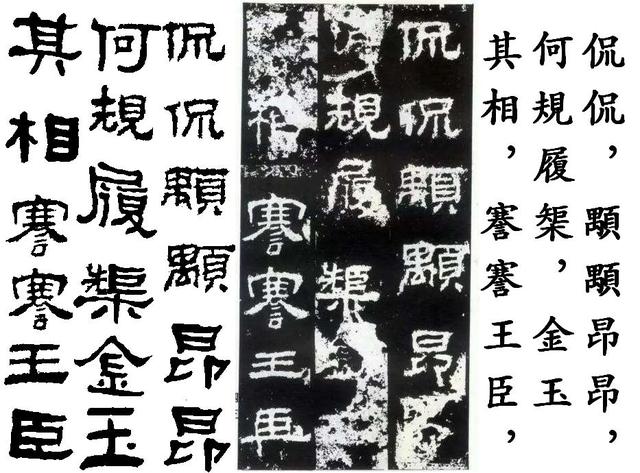 侃侃，顒顒昂昂，
何規履榘，金玉
其相，謇謇王臣，
侃侃顒顒昂
規履榘
相謇謇王臣
侃侃顒顒昂昂
何規履榘金玉
其相謇謇王臣